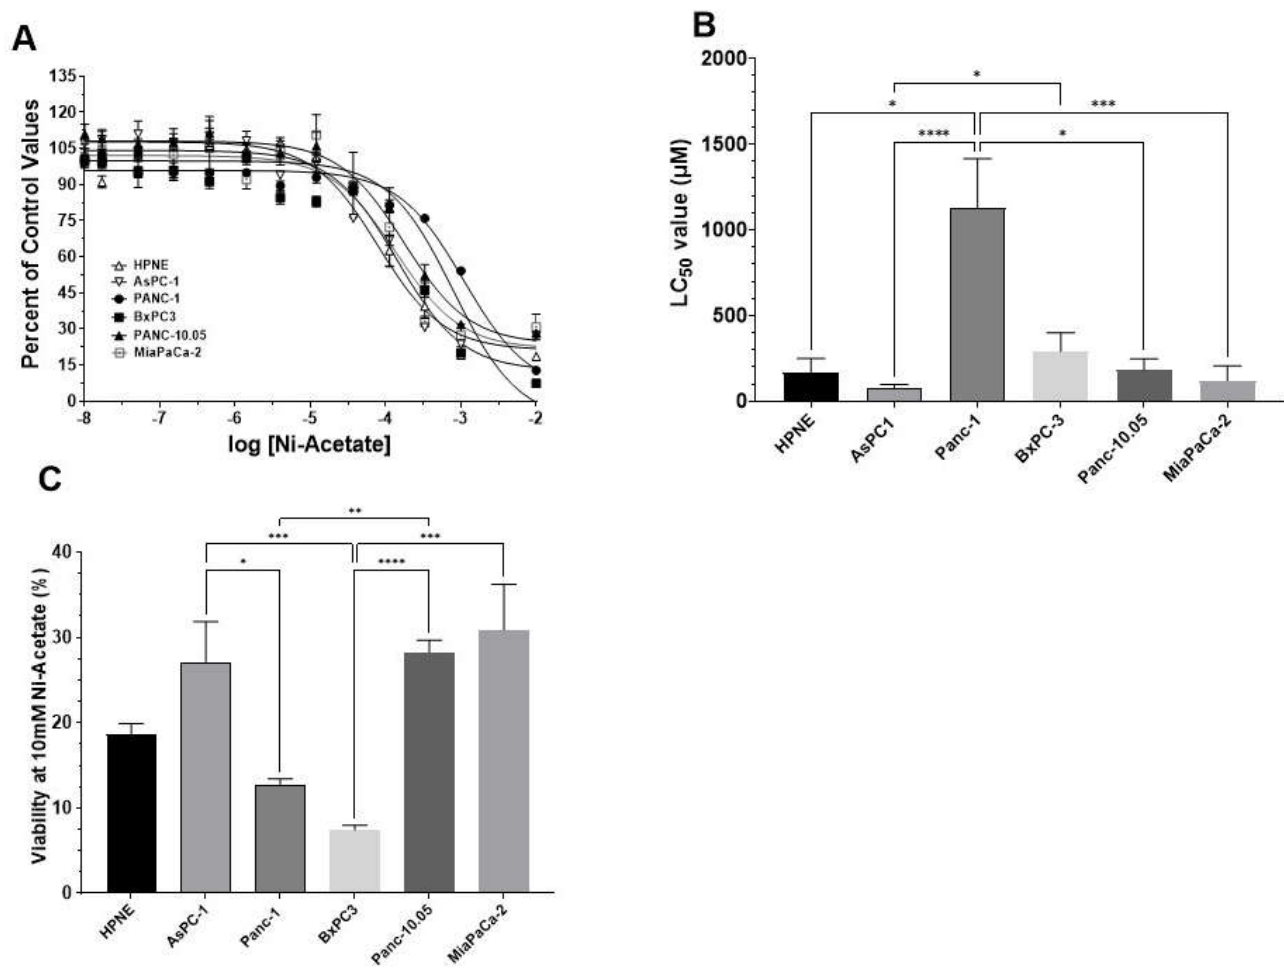 A
Percent of Control Values
135
120
105
90
75
60
45
30
15
0
HPNE
AsPC-1
PANC-1
BxPC3
PANC-10.05
MiaPaCa-2
-8 -7 -6 -5 -4 -3 -2
log [Ni-Acetate]
B
LC50 value (µM)
2000
1500
1000
500
0
*
* ***
**** *
HPNE AsPC1 Panc-1 BxPC-3 Panc-10.05 MiaPaCa-2
C
Viability at 10mM Ni-Acetate (%)
40
30
20
10
0
**
*** ***
* ****
HPNE AsPC-1 Panc-1 BxPC3 Panc-10.05 MiaPaCa-2